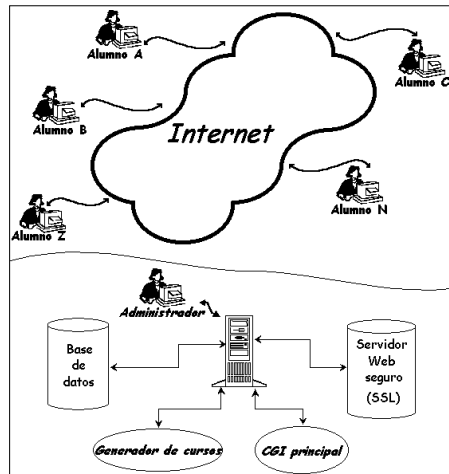 Alumno A
Alumno C
Alumno B
Internet
Alumno N
Alumno Z
Administrador
Base
de
datos
Servidor
Web
seguro
(SSL)
Generador de cursos
CGI principal